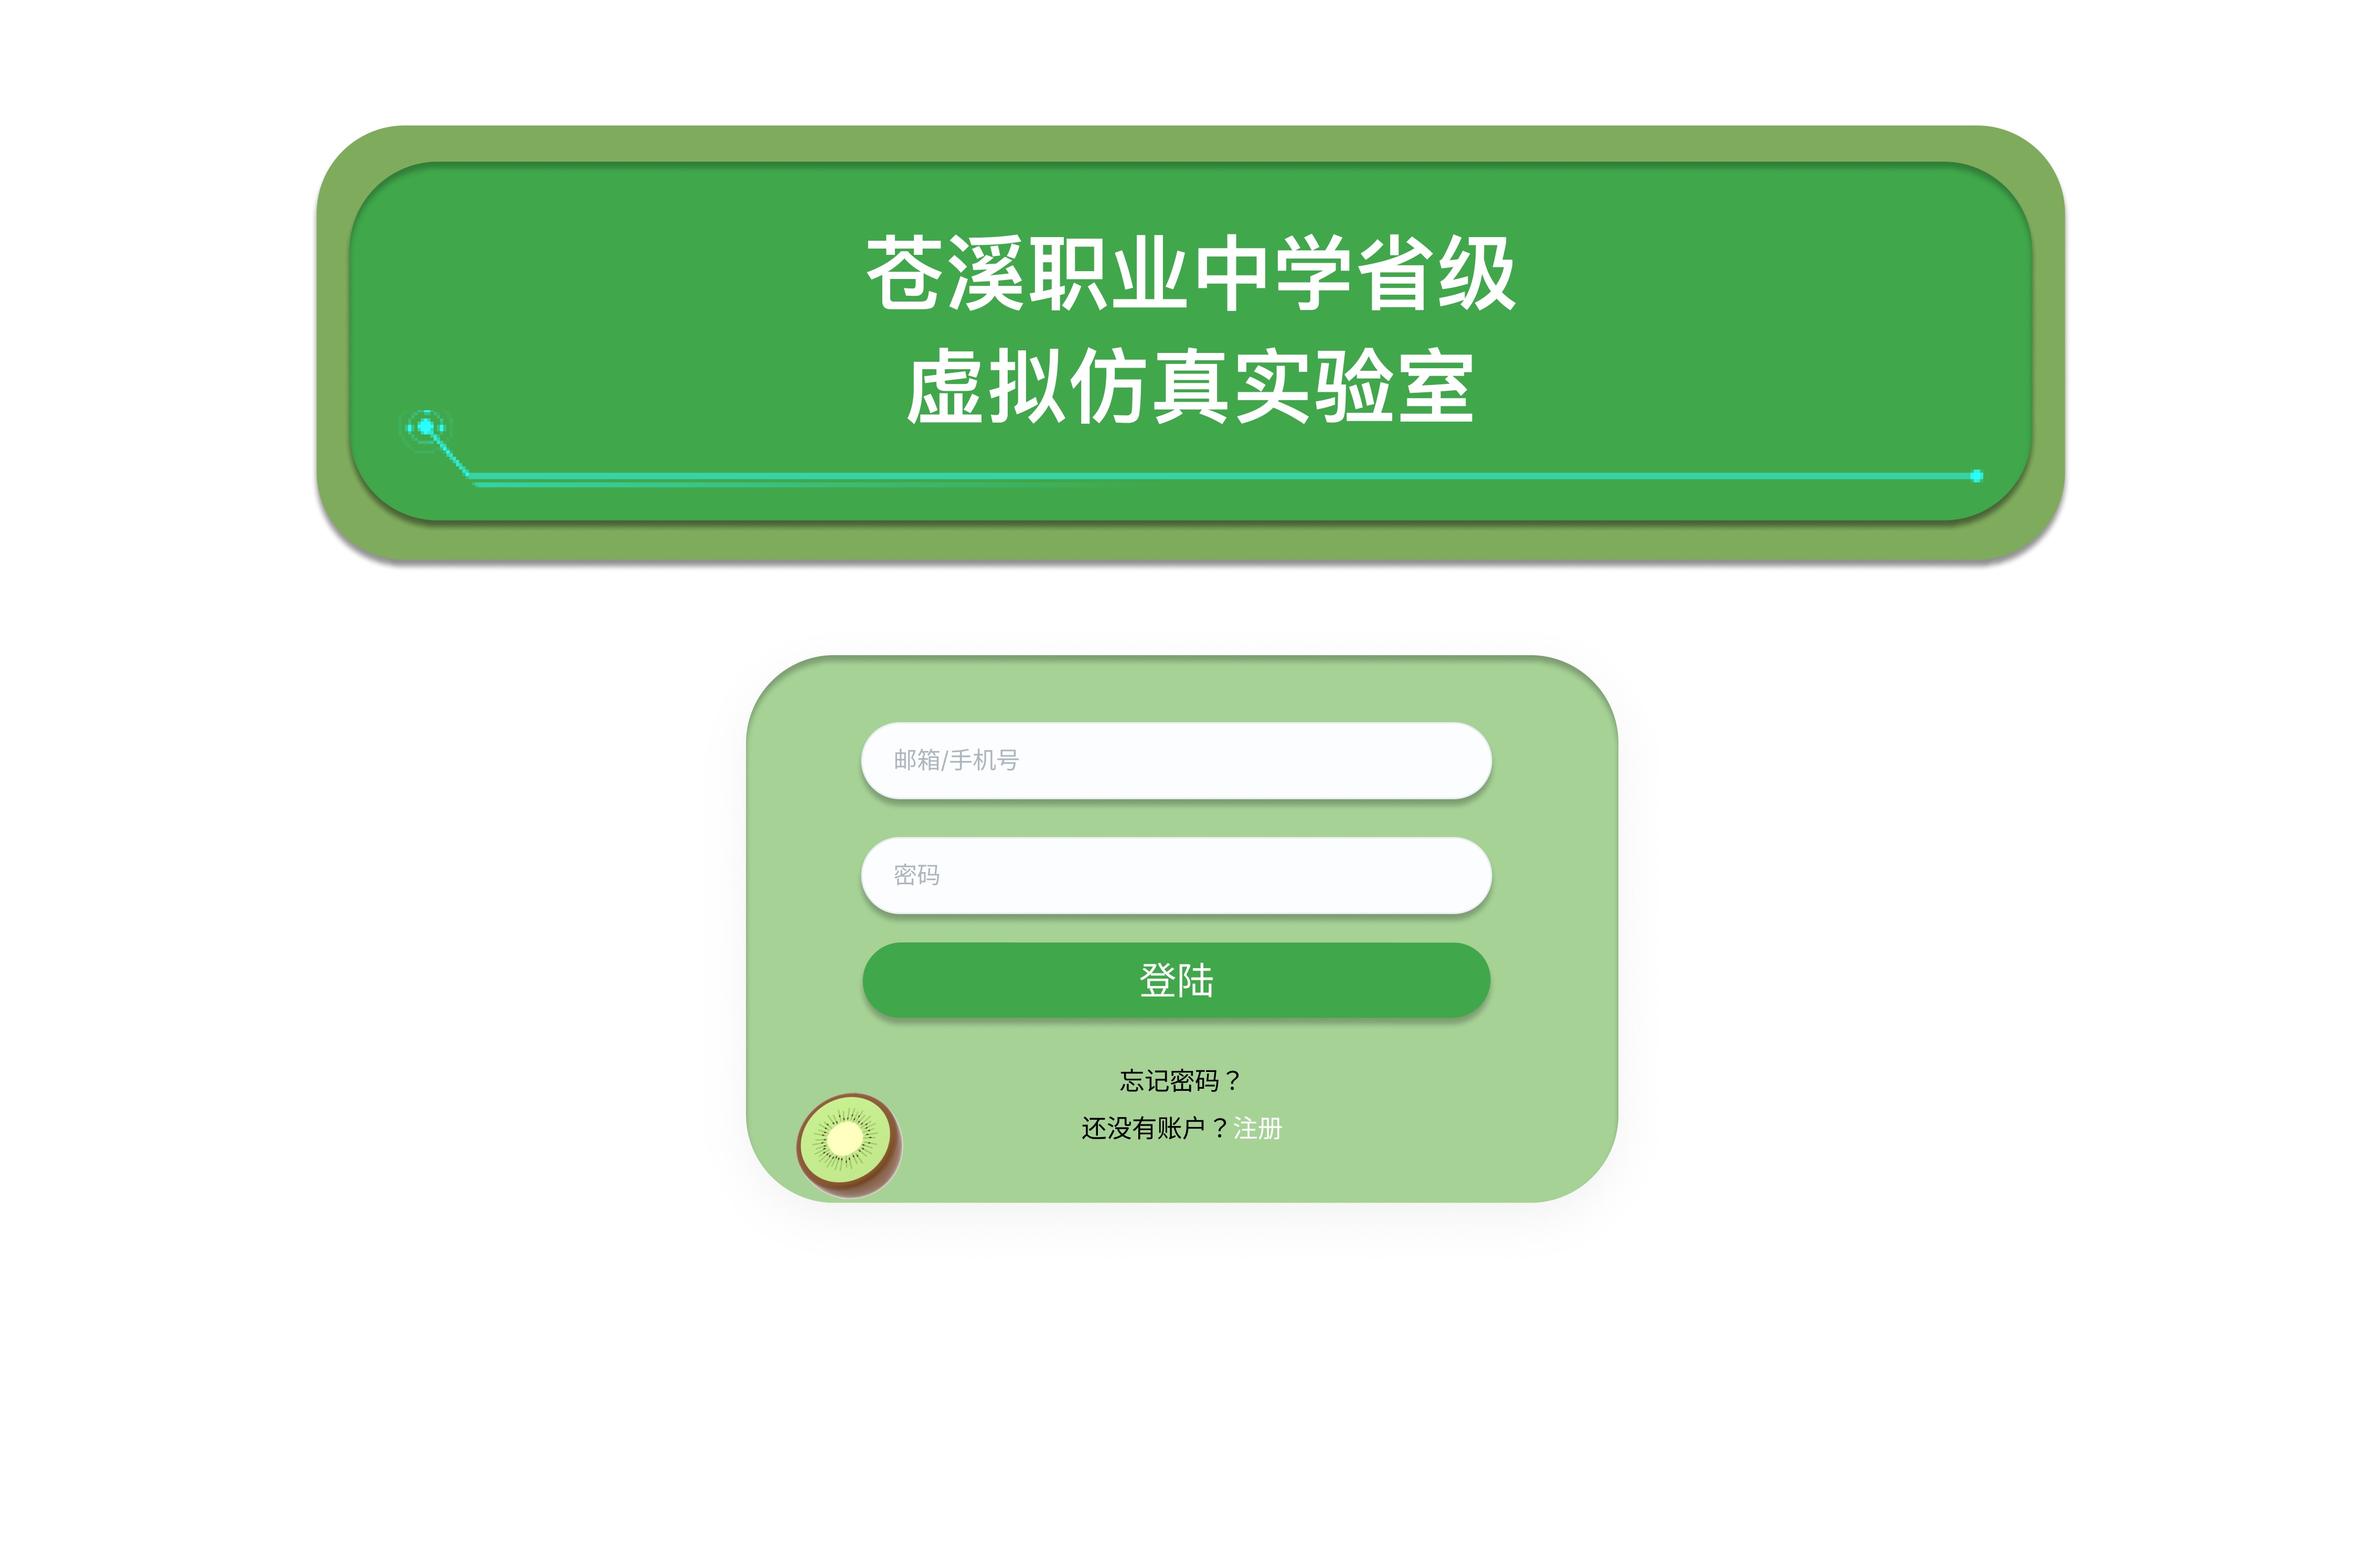 苍溪职业中学省级
虚拟仿真实验室
邮箱/手机号
密码
登陆
忘记密码？
还没有账户？注册